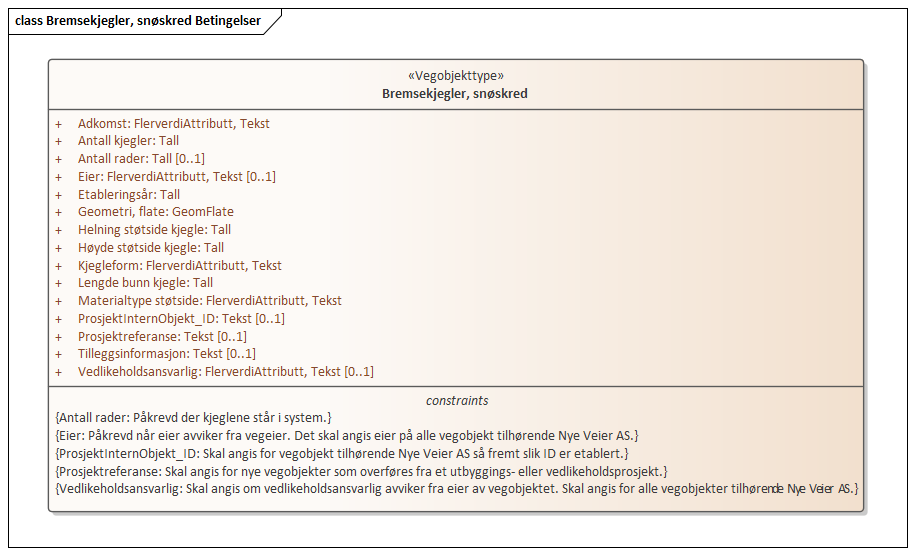 class Bremsekjegler, snøskred Betingelser
«Vegobjekttype»
Bremsekjegler, snøskred
+ Adkomst: FlerverdiAttributt, Tekst
+ Antall kjegler: Tall
+ Antall rader: Tall [0..1]
+ Eier: FlerverdiAttributt, Tekst [0..1]
+ Etableringsår: Tall
+ Geometri, flate: GeomFlate
+ Helning støtside kjegle: Tall
+ Høyde støtside kjegle: Tall
+ Kjegleform: FlerverdiAttributt, Tekst
+ Lengde bunn kjegle: Tall
+ Materialtype støtside: FlerverdiAttributt, Tekst
+ ProsjektInternObjekt_ID: Tekst [0..1]
+ Prosjektreferanse: Tekst [0..1]
+ Tilleggsinformasjon: Tekst [0..1]
+ Vedlikeholdsansvarlig: FlerverdiAttributt, Tekst [0..1]
constraints
{Antall rader: Påkrevd der kjeglene står i system.}
{Eier: Påkrevd når eier avviker fra vegeier. Det skal angis eier på alle vegobjekt tilhørende Nye Veier AS.}
{ProsjektInternObjekt_ID: Skal angis for vegobjekt tilhørende Nye Veier AS så fremt slik ID er etablert.}
{Prosjektreferanse: Skal angis for nye vegobjekter som overføres fra et utbyggings- eller vedlikeholdsprosjekt.}
{Vedlikeholdsansvarlig: Skal angis om vedlikeholdsansvarlig avviker fra eier av vegobjektet. Skal angis for alle vegobjekter tilhørende Nye Veier AS.}